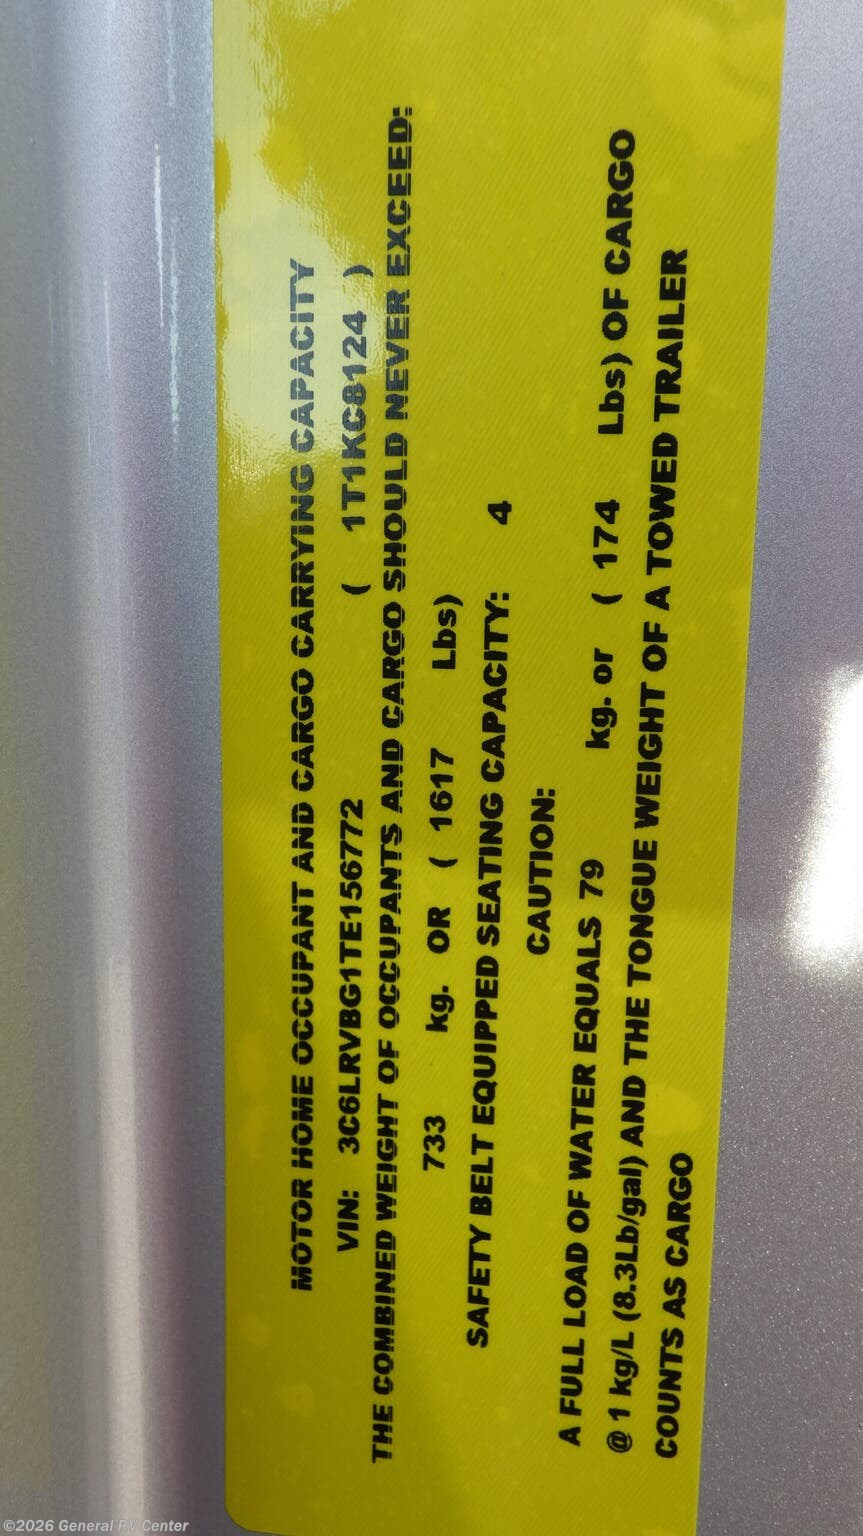 MOTOR HOME OCCUPANT AND CARGO CARRYING CAPACITY
VIN: 3C6LRVBG1TE156772 ( 1T1KC8124 )
THE COMBINED WEIGHT OF OCCUPANTS AND CARGO SHOULD NEVER EXCEED:
733 kg. OR ( 1617 Lbs)
SAFETY BELT EQUIPPED SEATING CAPACITY: 4
CAUTION:
A FULL LOAD OF WATER EQUALS 79 kg. or ( 174 Lbs) OF CARGO
@ 1 kg/L (8.3Lb/gal) AND THE TONGUE WEIGHT OF A TOWED TRAILER
COUNTS AS CARGO
©2026 General RV Center